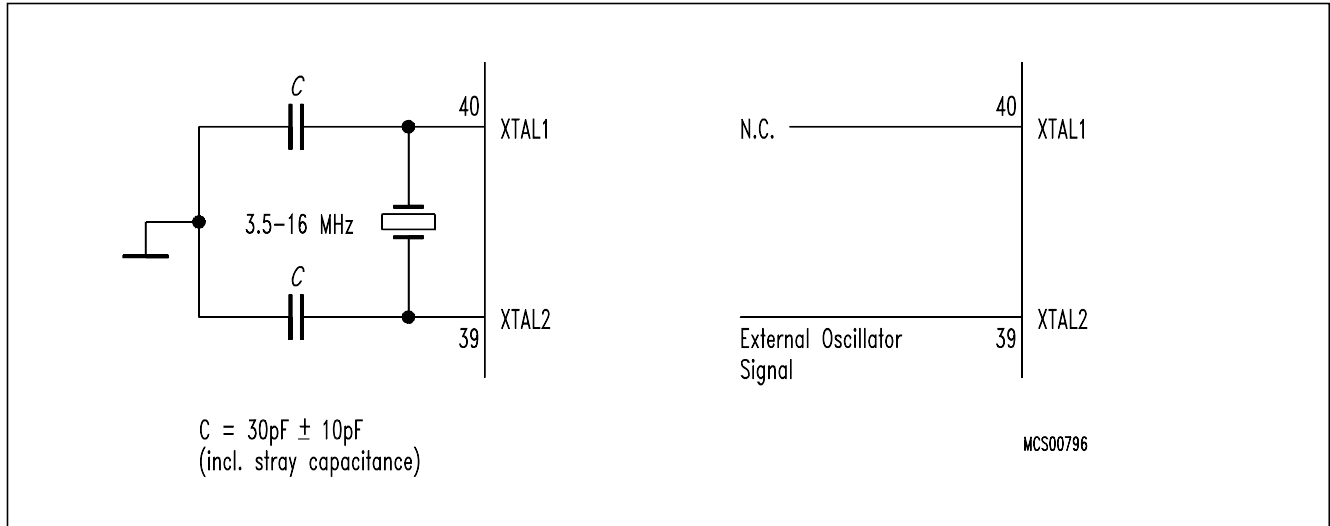 C
40
XTAL1
3.5-16 MHz
C
XTAL2
39
C = 30pF ± 10pF
(incl. stray capacitance)
40
N.C.
XTAL1
XTAL2
External Oscillator
39
Signal
MCS00796